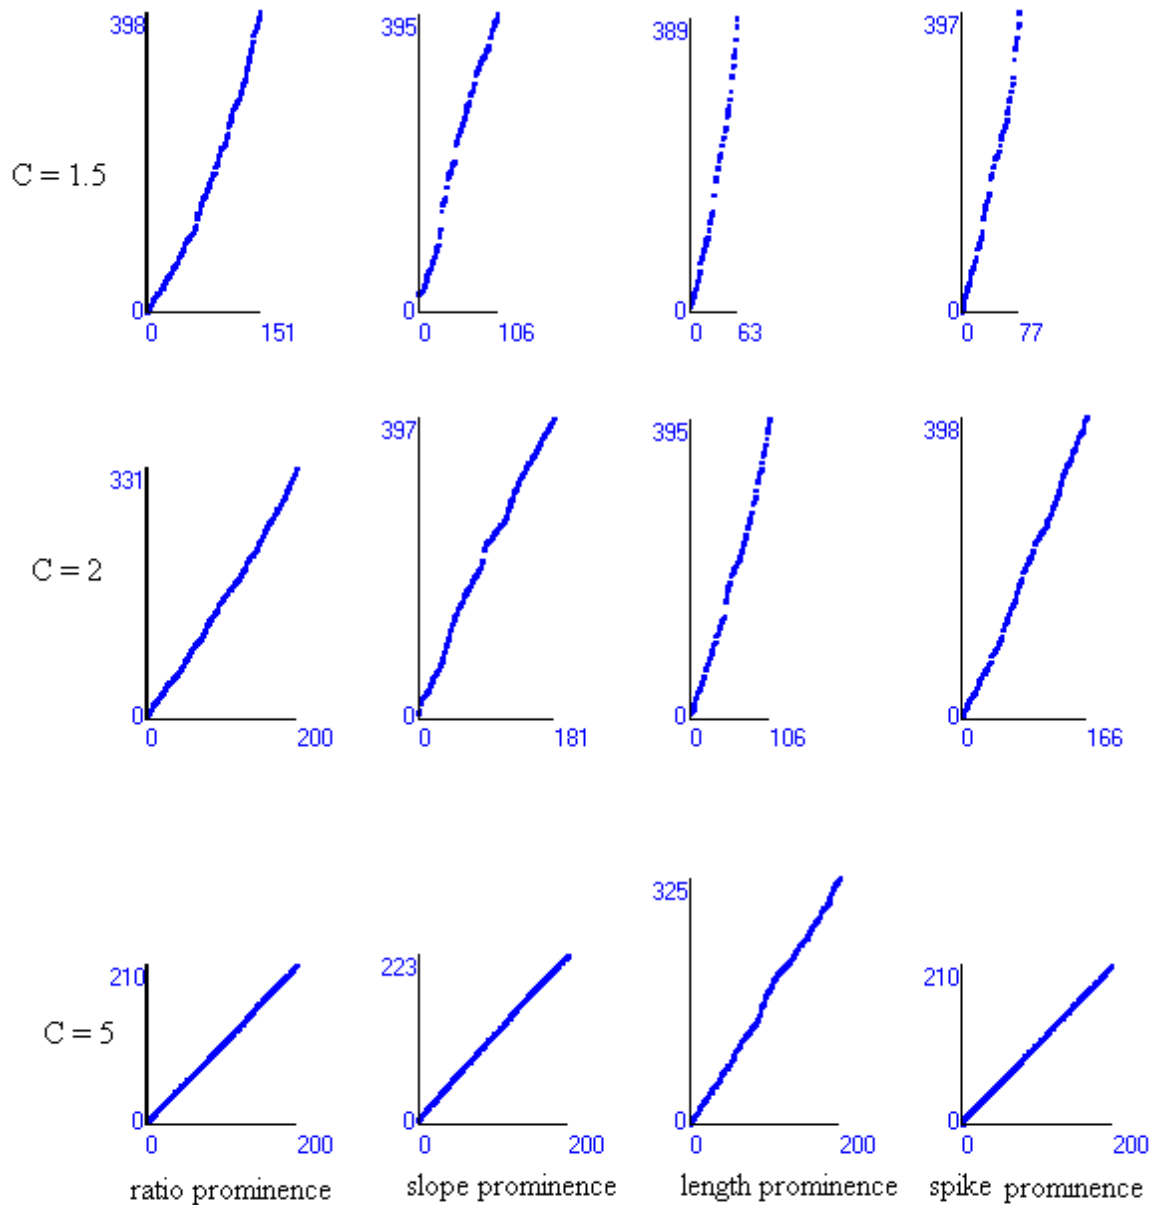 398 395 389 397
C = 1.5
0 0 0 0
0 151 0 106 0 63 0 77
397 395 398
331
C = 2
0 0 0 0
0 200 0 181 0 106 0 166
325
210 223 210
C = 5
0 0 0 0
0 200 0 200 0 200 0 200
ratio prominence slope prominence length prominence spike prominence